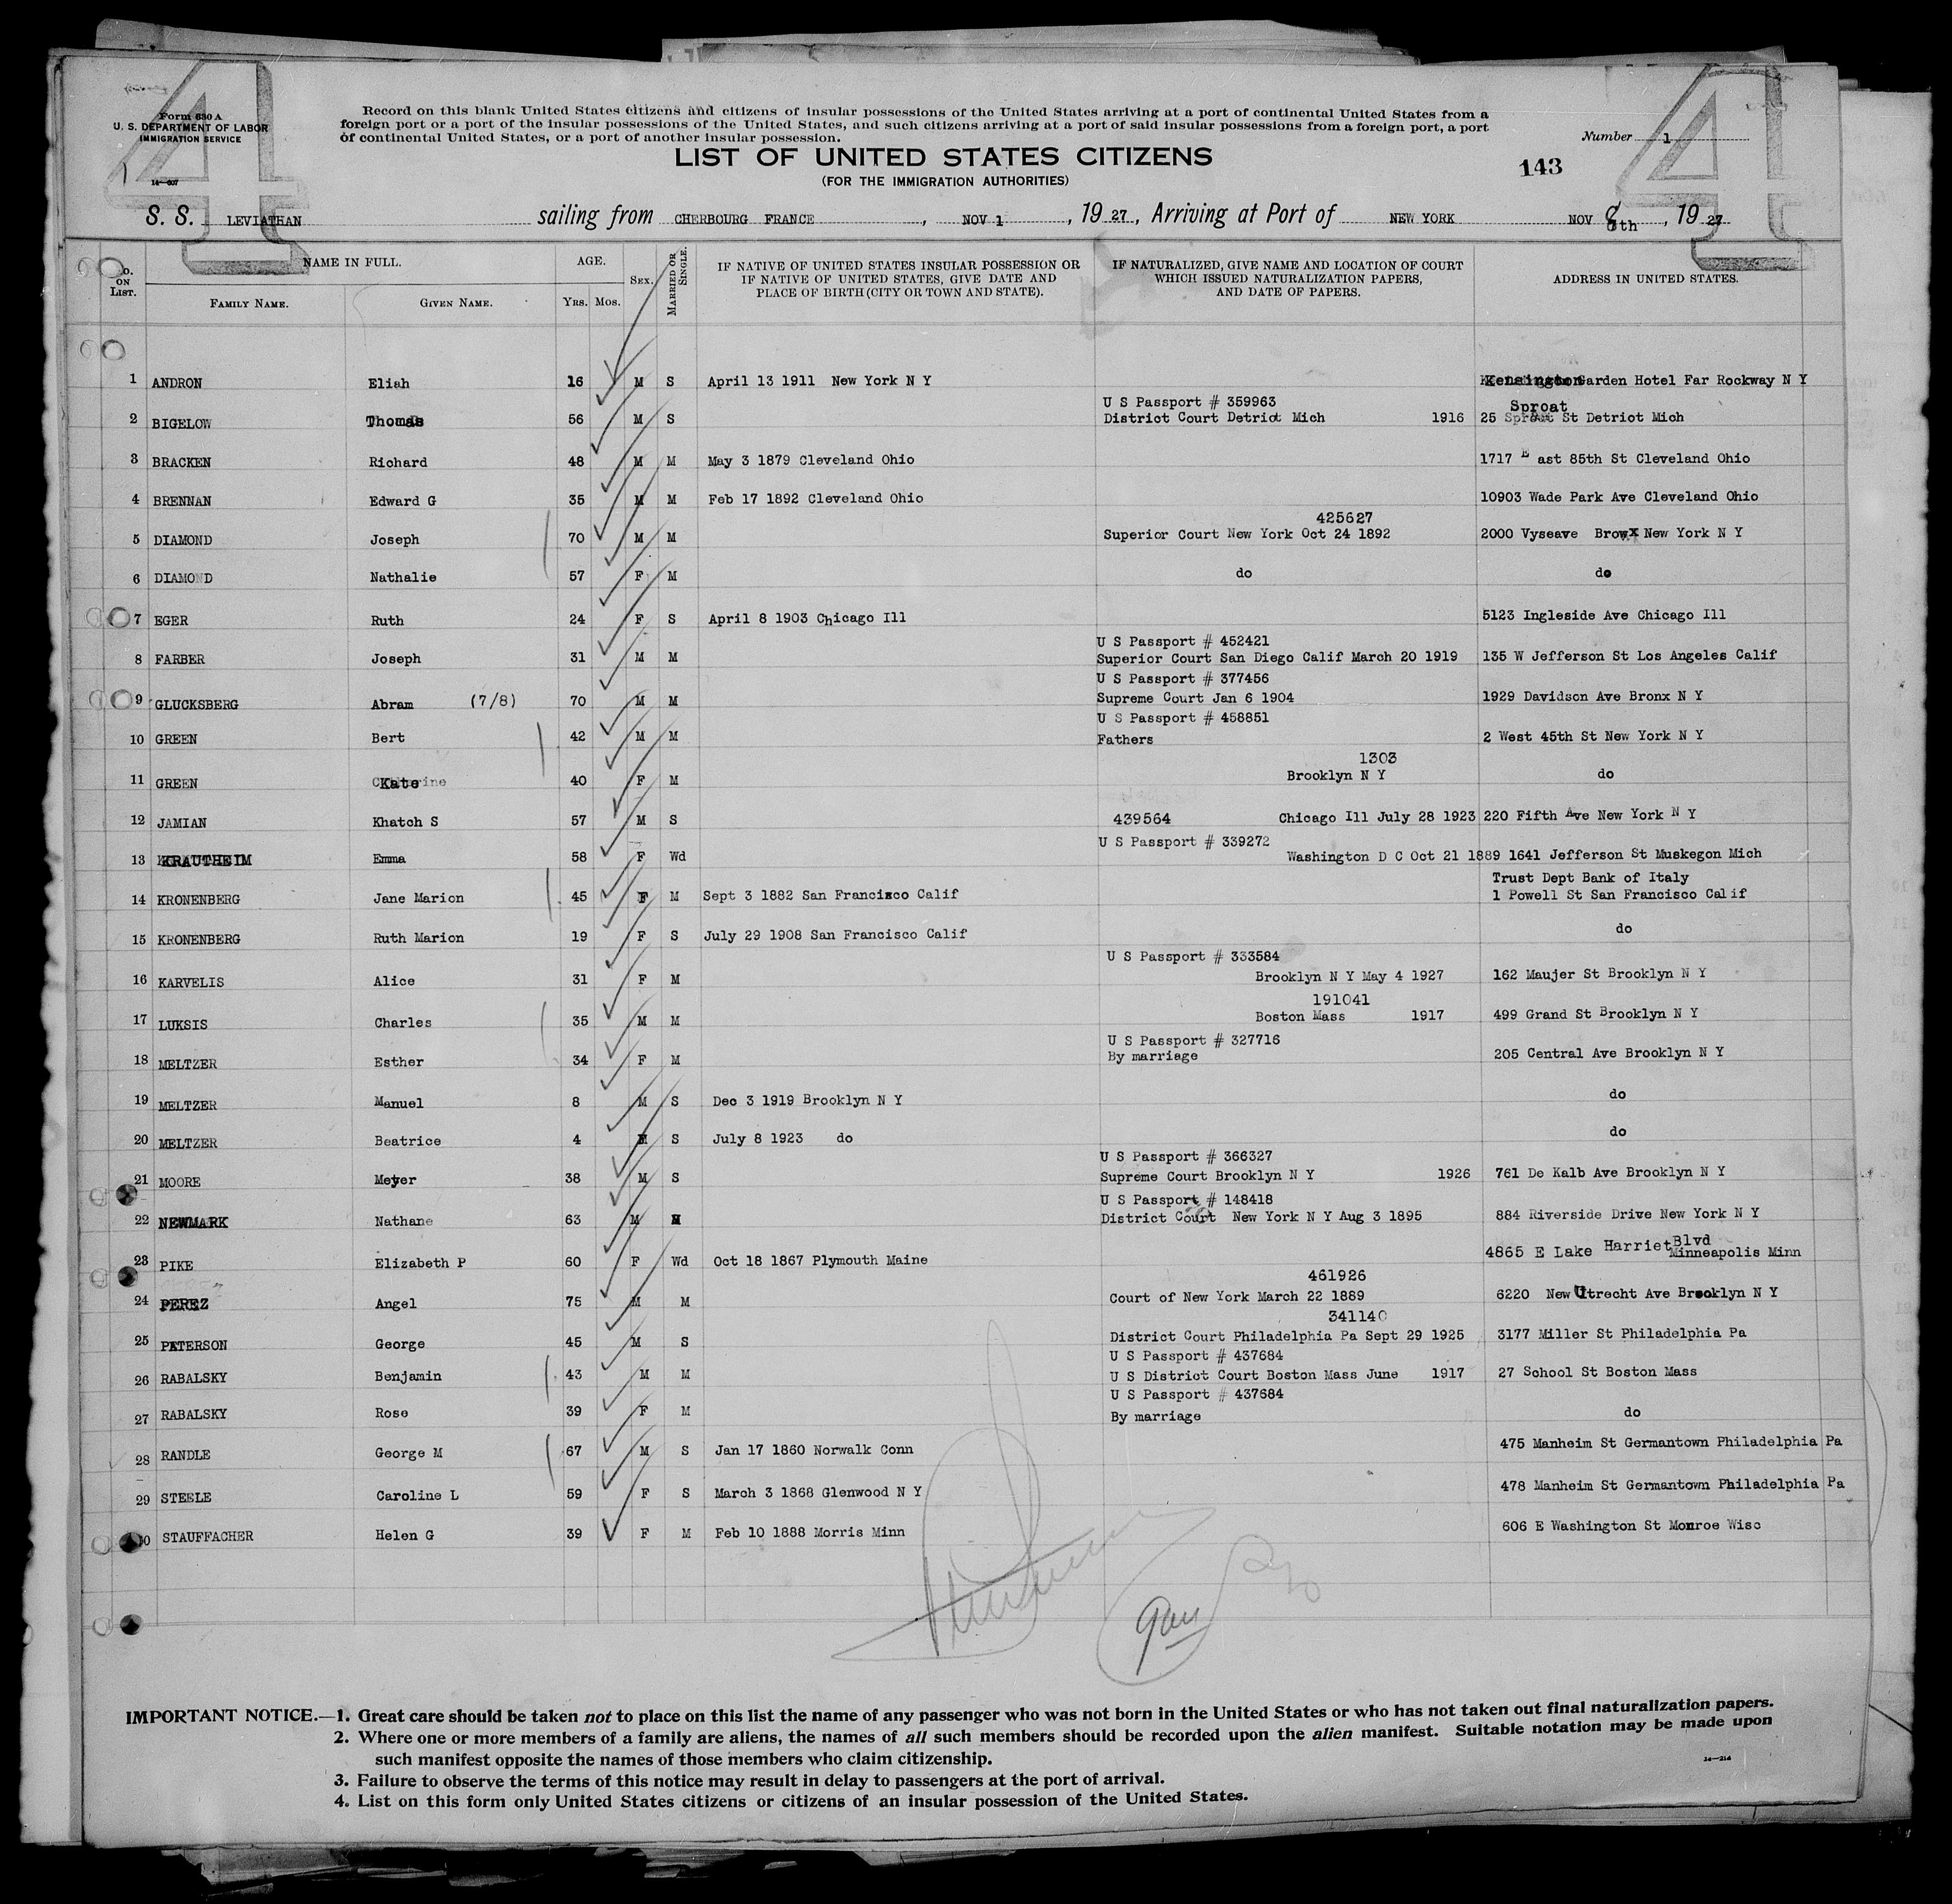 4 4
Form 630 A
U. S. DEPARTMENT OF LABOR
IMMIGRATION SERVICE
Record on this blank United States citizens and citizens of insular possessions of the United States arriving at a port of continental United States from a
foreign port or a port of the insular possessions of the United States, and such citizens arriving at a port of said insular possessions from a foreign port, a port
of continental United States, or a port of another insular possession.
Number 1
LIST OF UNITED STATES CITIZENS
(FOR THE IMMIGRATION AUTHORITIES)
143
S. S. LEVIATHAN sailing from CHERBOURG FRANCE, NOV 1, 1927, Arriving at Port of NEW YORK NOV 8th, 1927
No. ON LIST. NAME IN FULL. FAMILY NAME. GIVEN NAME. AGE. Yrs. Mos. SEX. MARRIED OR SINGLE. IF NATIVE OF UNITED STATES INSULAR POSSESSION OR IF NATIVE OF UNITED STATES, GIVE DATE AND PLACE OF BIRTH (CITY OR TOWN AND STATE). IF NATURALIZED, GIVE NAME AND LOCATION OF COURT WHICH ISSUED NATURALIZATION PAPERS, AND DATE OF PAPERS. ADDRESS IN UNITED STATES.
1 ANDRON Eliah 16 M S April 13 1911 New York N Y Kensington Garden Hotel Far Rockway N Y
U S Passport # 359963 Sproat
2 BIGELOW Thomas 56 M S District Court Detriot Mich 1916 25 Sproat St Detriot Mich
3 BRACKEN Richard 48 M M May 3 1879 Cleveland Ohio 1717 East 85th St Cleveland Ohio
4 BRENNAN Edward G 35 M M Feb 17 1892 Cleveland Ohio 10903 Wade Park Ave Cleveland Ohio
425627
5 DIAMOND Joseph 70 M M Superior Court New York Oct 24 1892 2000 Vyseave Bronx New York N Y
6 DIAMOND Nathalie 57 F M do do
7 EGER Ruth 24 F S April 8 1903 Chicago Ill 5123 Ingleside Ave Chicago Ill
U S Passport # 452421
8 FARBER Joseph 31 M M Superior Court San Diego Calif March 20 1919 135 W Jefferson St Los Angeles Calif
U S Passport # 377456
9 GLUCKSBERG Abram (7/8) 70 M M Supreme Court Jan 6 1904 1929 Davidson Ave Bronx N Y
U S Passport # 458851
10 GREEN Bert 42 M M Fathers 2 West 45th St New York N Y
1303
11 GREEN Kate 40 F M Brooklyn N Y do
12 JAMIAN Khatch S 57 M S 439564 Chicago Ill July 28 1923 220 Fifth Ave New York N Y
U S Passport # 339272
13 KRAUTHEIM Emma 58 F Wd Washington D C Oct 21 1889 1641 Jefferson St Muskegon Mich
Trust Dept Bank of Italy
14 KRONENBERG Jane Marion 45 F M Sept 3 1882 San Francisco Calif 1 Powell St San Francisco Calif
15 KRONENBERG Ruth Marion 19 F S July 29 1908 San Francisco Calif do
U S Passport # 333584
16 KARVELIS Alice 31 F M Brooklyn N Y May 4 1927 162 Maujer St Brooklyn N Y
191041
17 LUKSIS Charles 35 M M Boston Mass 1917 499 Grand St Brooklyn N Y
U S Passport # 327716
18 MELTZER Esther 34 F M By marriage 205 Central Ave Brooklyn N Y
19 MELTZER Manuel 8 M S Dec 3 1919 Brooklyn N Y do
20 MELTZER Beatrice 4 S July 8 1923 do do
U S Passport # 366327
21 MOORE Meyer 38 M S Supreme Court Brooklyn N Y 1926 761 De Kalb Ave Brooklyn N Y
U S Passport # 148418
22 NEWMARK Nathane 63 M District Court New York N Y Aug 3 1895 884 Riverside Drive New York N Y
23 PIKE Elizabeth P 60 F Wd Oct 18 1867 Plymouth Maine 4865 E Lake Harriet Blvd Minneapolis Minn
461926
24 PEREZ Angel 75 M M Court of New York March 22 1889 6220 New Utrecht Ave Brooklyn N Y
341140
25 PATERSON George 45 M S District Court Philadelphia Pa Sept 29 1925 3177 Miller St Philadelphia Pa
U S Passport # 437684
26 RABALSKY Benjamin 43 M M U S District Court Boston Mass June 1917 27 School St Boston Mass
U S Passport # 437684
27 RABALSKY Rose 39 F M By marriage do
28 RANDLE George M 67 M S Jan 17 1860 Norwalk Conn 475 Manheim St Germantown Philadelphia Pa
29 STEELE Caroline L 59 F S March 3 1868 Glenwood N Y 478 Manheim St Germantown Philadelphia Pa
30 STAUFFACHER Helen G 39 F M Feb 10 1888 Morris Minn 606 E Washington St Monroe Wisc
IMPORTANT NOTICE.—1. Great care should be taken not to place on this list the name of any passenger who was not born in the United States or who has not taken out final naturalization papers.
2. Where one or more members of a family are aliens, the names of all such members should be recorded upon the alien manifest. Suitable notation may be made upon
such manifest opposite the names of those members who claim citizenship.
14—214
3. Failure to observe the terms of this notice may result in delay to passengers at the port of arrival.
4. List on this form only United States citizens or citizens of an insular possession of the United States.